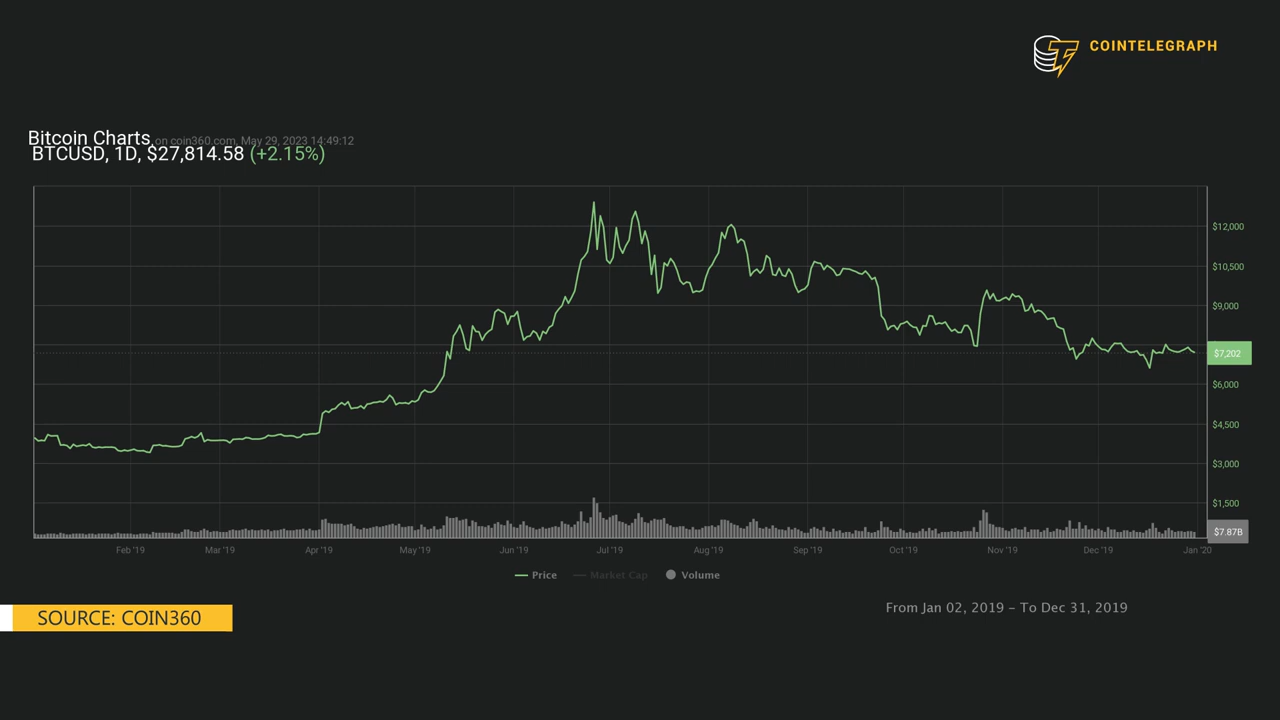 COINTELEGRAPH
Bitcoin Charts on coin360.com, May 29, 2023 14:49:12
BTCUSD, 1D, $27,814.58 (+2.15%)
$12,000
$10,500
$9,000
$7,202
$6,000
$4,500
$3,000
$1,500
$7.87B
Feb '19 Mar '19 Apr '19 May '19 Jun '19 Jul '19 Aug '19 Sep '19 Oct '19 Nov '19 Dec '19 Jan '20
Price Market Cap Volume
From Jan 02, 2019 – To Dec 31, 2019
SOURCE: COIN360